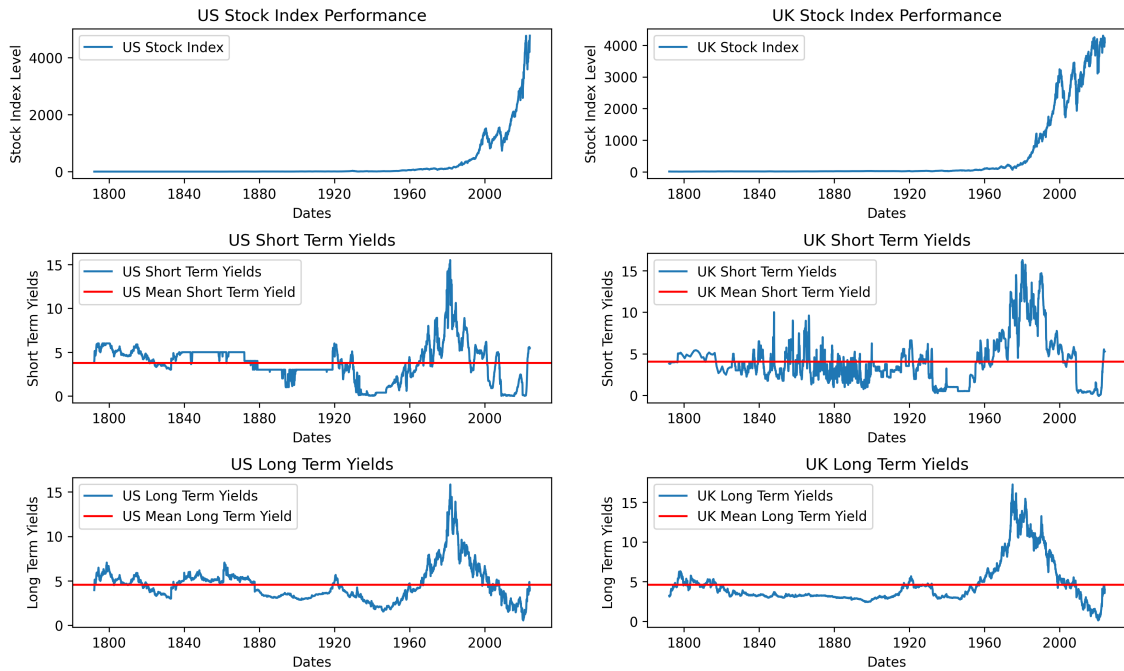 US Stock Index Performance
US Stock Index
Stock Index Level
4000
2000
0
1800 1840 1880 1920 1960 2000
Dates
UK Stock Index Performance
UK Stock Index
Stock Index Level
4000
3000
2000
1000
0
1800 1840 1880 1920 1960 2000
Dates
US Short Term Yields
US Short Term Yields
US Mean Short Term Yield
Short Term Yields
15
10
5
0
1800 1840 1880 1920 1960 2000
Dates
UK Short Term Yields
UK Short Term Yields
UK Mean Short Term Yield
Short Term Yields
15
10
5
0
1800 1840 1880 1920 1960 2000
Dates
US Long Term Yields
US Long Term Yields
US Mean Long Term Yield
Long Term Yields
15
10
5
0
1800 1840 1880 1920 1960 2000
Dates
UK Long Term Yields
UK Long Term Yields
UK Mean Long Term Yield
Long Term Yields
15
10
5
0
1800 1840 1880 1920 1960 2000
Dates